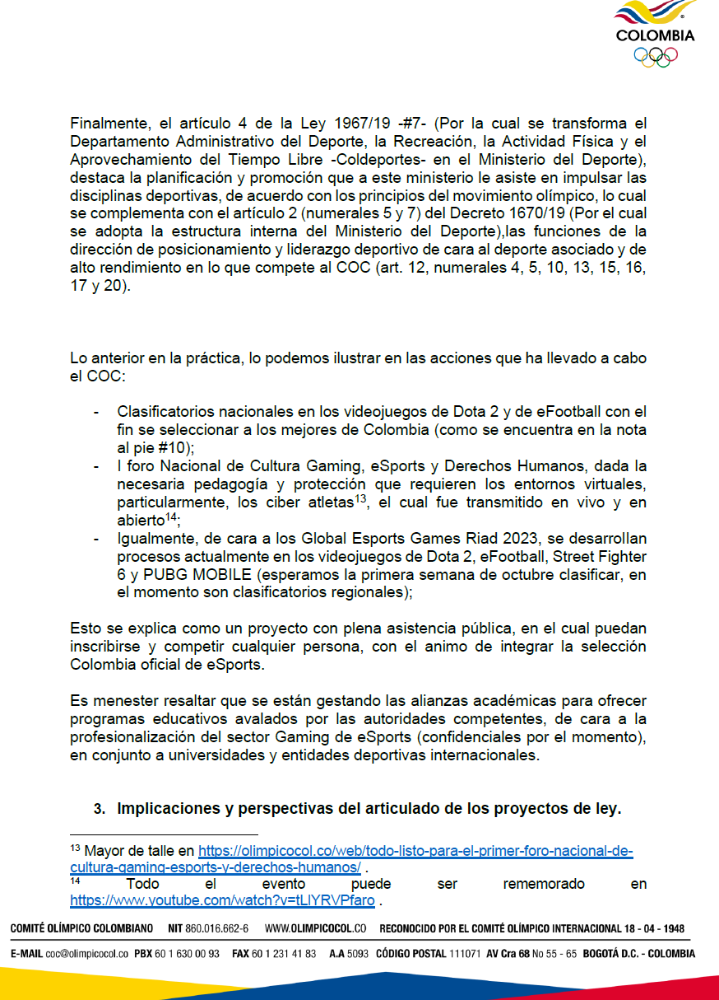 COLOMBIA
Finalmente, el artículo 4 de la Ley 1967/19 -#7- (Por la cual se transforma el
Departamento Administrativo del Deporte, la Recreación, la Actividad Física y el
Aprovechamiento del Tiempo Libre -Coldeportes- en el Ministerio del Deporte),
destaca la planificación y promoción que a este ministerio le asiste en impulsar las
disciplinas deportivas, de acuerdo con los principios del movimiento olímpico, lo cual
se complementa con el artículo 2 (numerales 5 y 7) del Decreto 1670/19 (Por el cual
se adopta la estructura interna del Ministerio del Deporte),las funciones de la
dirección de posicionamiento y liderazgo deportivo de cara al deporte asociado y de
alto rendimiento en lo que compete al COC (art. 12, numerales 4, 5, 10, 13, 15, 16,
17 y 20).
Lo anterior en la práctica, lo podemos ilustrar en las acciones que ha llevado a cabo
el COC:
- Clasificatorios nacionales en los videojuegos de Dota 2 y de eFootball con el
fin se seleccionar a los mejores de Colombia (como se encuentra en la nota
al pie #10);
- I foro Nacional de Cultura Gaming, eSports y Derechos Humanos, dada la
necesaria pedagogía y protección que requieren los entornos virtuales,
particularmente, los ciber atletas13, el cual fue transmitido en vivo y en
abierto14;
- Igualmente, de cara a los Global Esports Games Riad 2023, se desarrollan
procesos actualmente en los videojuegos de Dota 2, eFootball, Street Fighter
6 y PUBG MOBILE (esperamos la primera semana de octubre clasificar, en
el momento son clasificatorios regionales);
Esto se explica como un proyecto con plena asistencia pública, en el cual puedan
inscribirse y competir cualquier persona, con el animo de integrar la selección
Colombia oficial de eSports.
Es menester resaltar que se están gestando las alianzas académicas para ofrecer
programas educativos avalados por las autoridades competentes, de cara a la
profesionalización del sector Gaming de eSports (confidenciales por el momento),
en conjunto a universidades y entidades deportivas internacionales.
3. Implicaciones y perspectivas del articulado de los proyectos de ley.
13 Mayor de talle en https://olimpicocol.co/web/todo-listo-para-el-primer-foro-nacional-de-
cultura-gaming-esports-y-derechos-humanos/ .
14 Todo el evento puede ser rememorado en
https://www.youtube.com/watch?v=tLlYRVPfaro .
COMITÉ OLÍMPICO COLOMBIANO NIT 860.016.662-6 WWW.OLIMPICOCOL.CO RECONOCIDO POR EL COMITÉ OLÍMPICO INTERNACIONAL 18 - 04 - 1948
E-MAIL coc@olimpicocol.co PBX 60 1 630 00 93 FAX 60 1 231 41 83 A.A 5093 CÓDIGO POSTAL 111071 AV Cra 68 No 55 - 65 BOGOTÁ D.C. - COLOMBIA